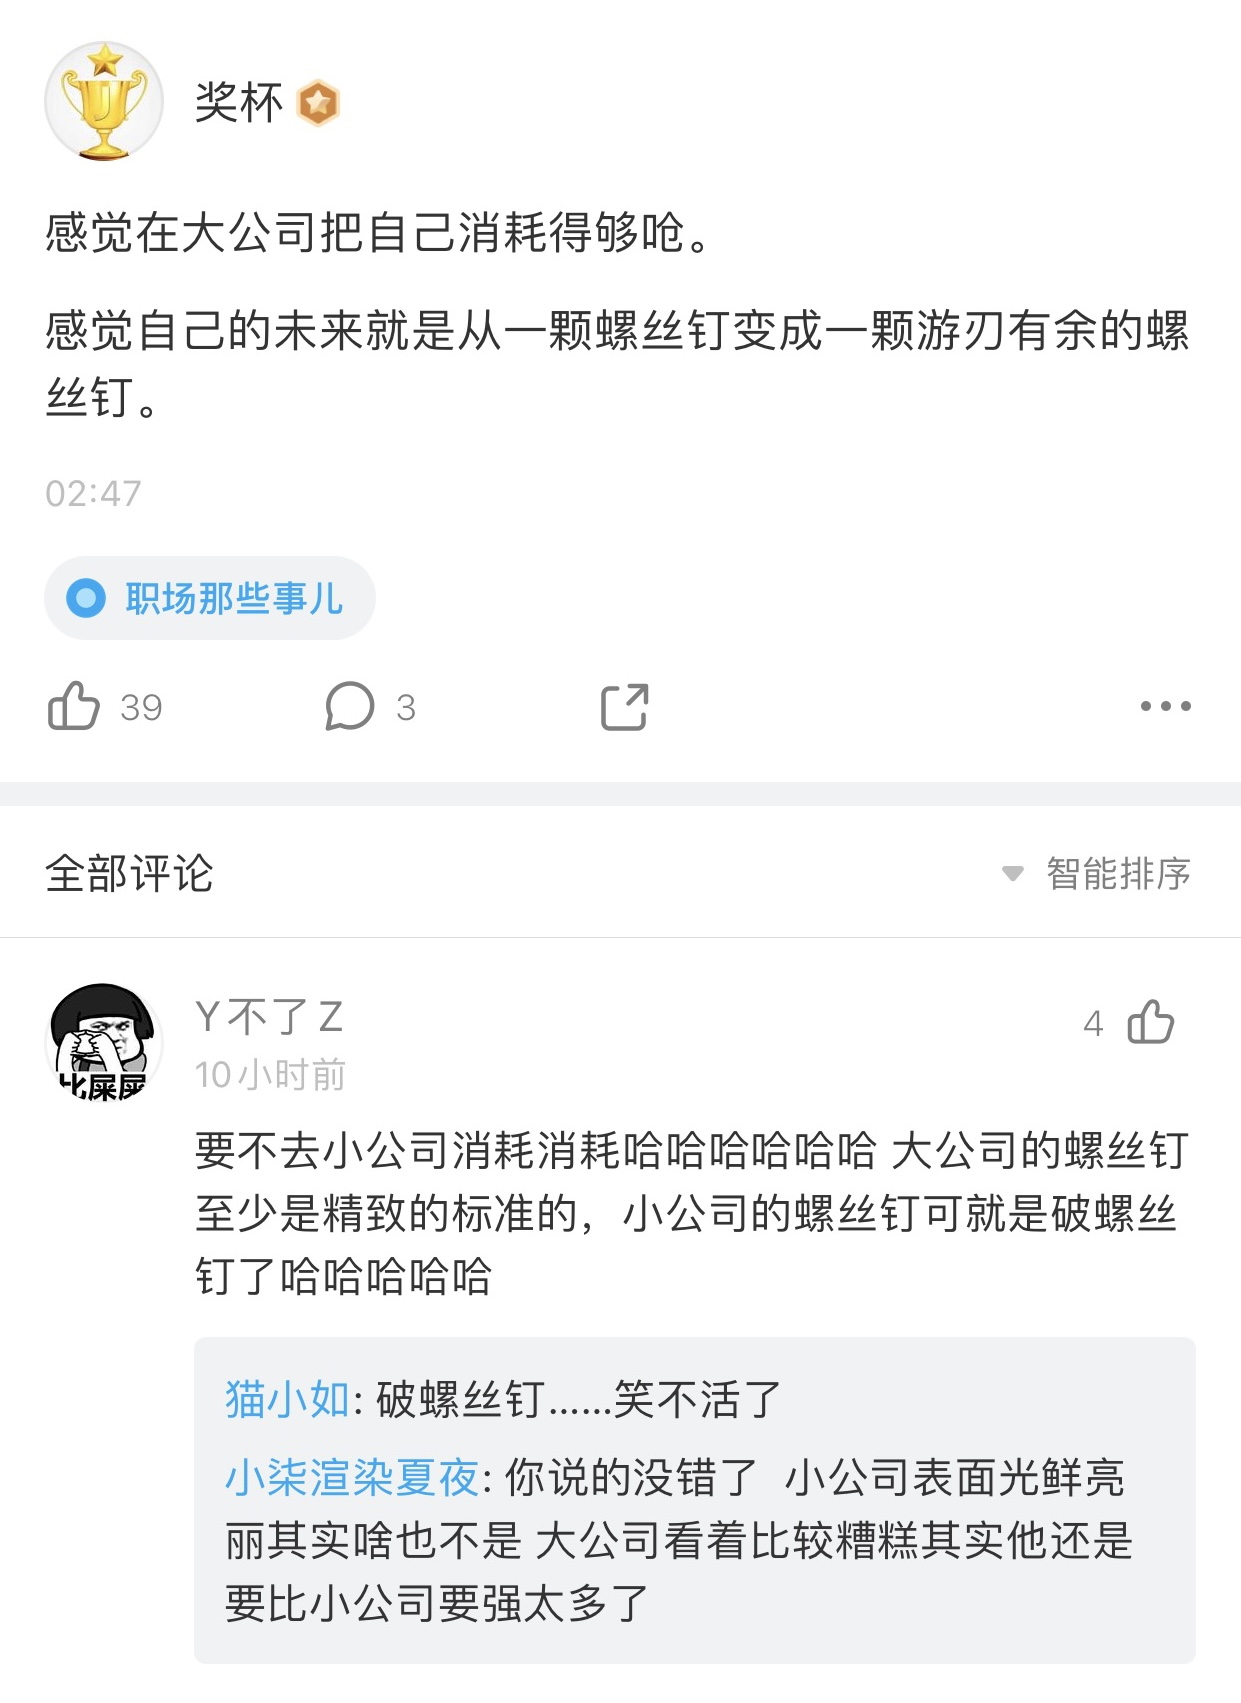 奖杯
感觉在大公司把自己消耗得够呛。
感觉自己的未来就是从一颗螺丝钉变成一颗游刃有余的螺
丝钉。
02:47
职场那些事儿
39
3
全部评论
智能排序
Y不了Z
4
10小时前
要不去小公司消耗消耗哈哈哈哈哈哈 大公司的螺丝钉
至少是精致的标准的，小公司的螺丝钉可就是破螺丝
钉了哈哈哈哈哈
猫小如: 破螺丝钉......笑不活了
小柒渲染夏夜: 你说的没错了 小公司表面光鲜亮
丽其实啥也不是 大公司看着比较糟糕其实他还是
要比小公司要强太多了